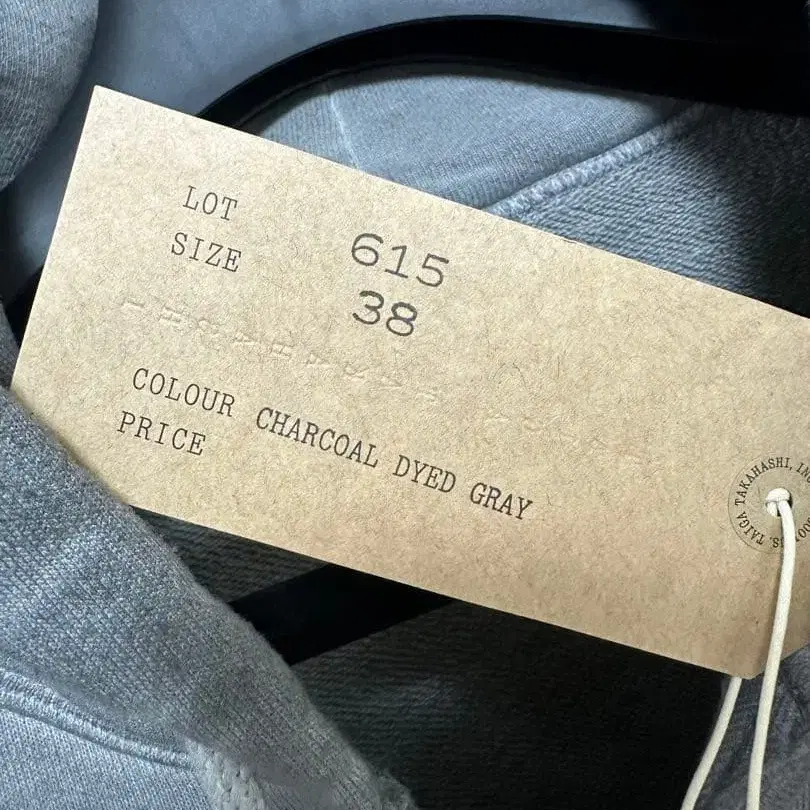 LOT 615
SIZE 38
COLOUR CHARCOAL DYED GRAY
PRICE
TAIGA TAKAHASHI, INC